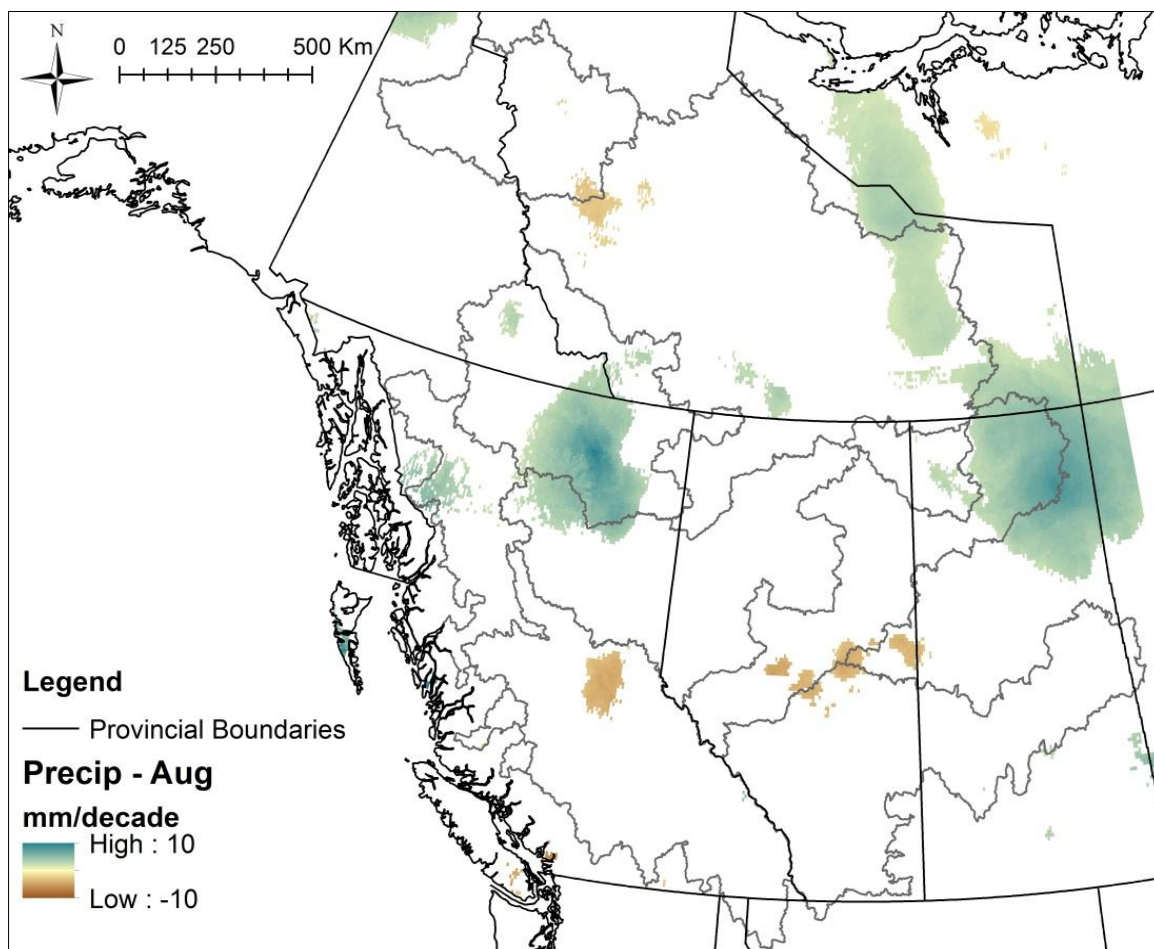 N
0 125 250 500 Km
Legend
Provincial Boundaries
Precip - Aug
mm/decade
High : 10
Low : -10